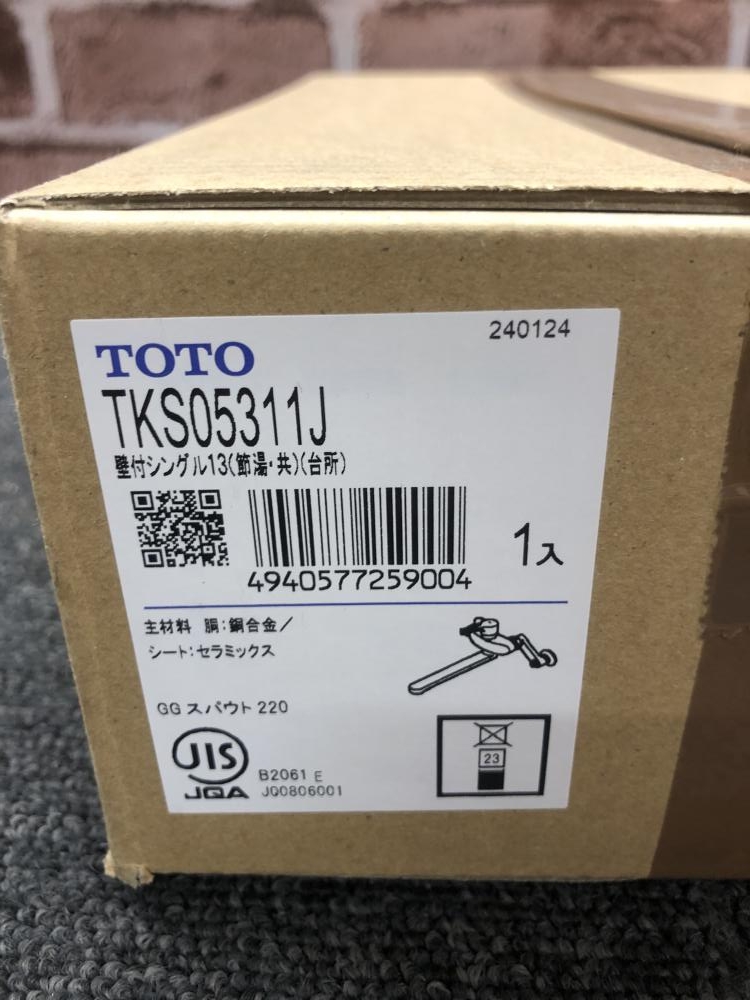 240124
TOTO
TKS05311J
壁付シングル13(節湯・共)(台所)
1入
4940577259004
主材料 胴:銅合金/
シート:セラミックス
GG スパウト 220
JIS
JQA
B2061 E
JQ0806001
23